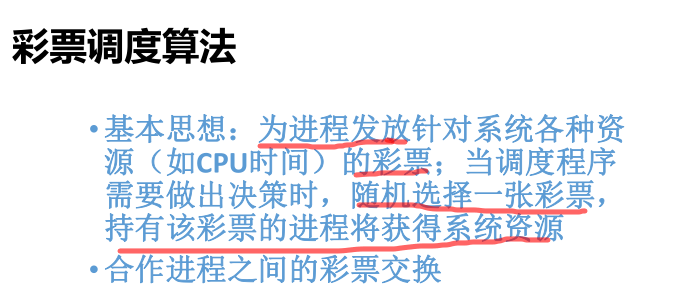 彩票调度算法
•基本思想：为进程发放针对系统各种资
源（如CPU时间）的彩票；当调度程序
需要做出决策时，随机选择一张彩票，
持有该彩票的进程将获得系统资源
•合作进程之间的彩票交换